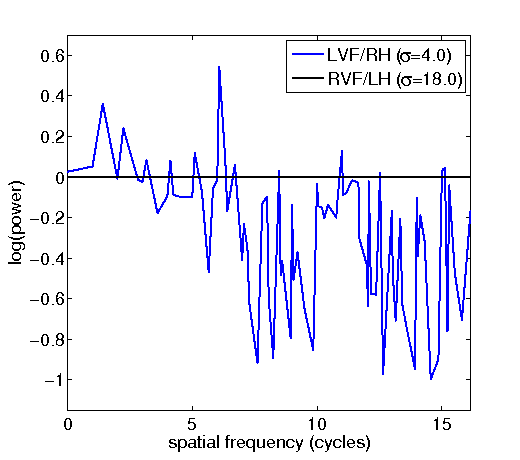 LVF/RH (σ=4.0)
RVF/LH (σ=18.0)
0.6
0.4
0.2
0
−0.2
−0.4
−0.6
−0.8
−1
log(power)
0 5 10 15
spatial frequency (cycles)